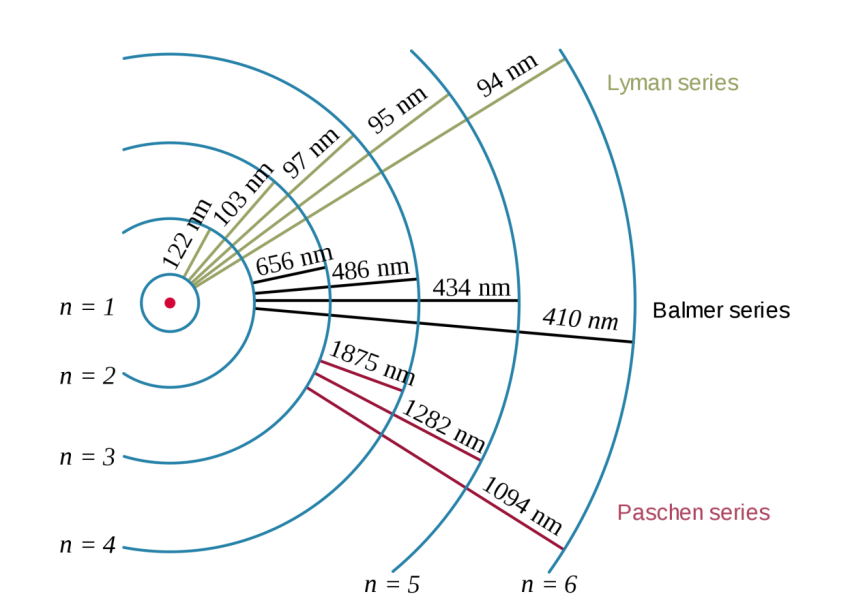 94 nm
Lyman series
95 nm
97 nm
103 nm
122 nm
656 nm
486 nm
434 nm
n = 1
410 nm
Balmer series
1875 nm
n = 2
1282 nm
n = 3
1094 nm
Paschen series
n = 4
n = 5
n = 6